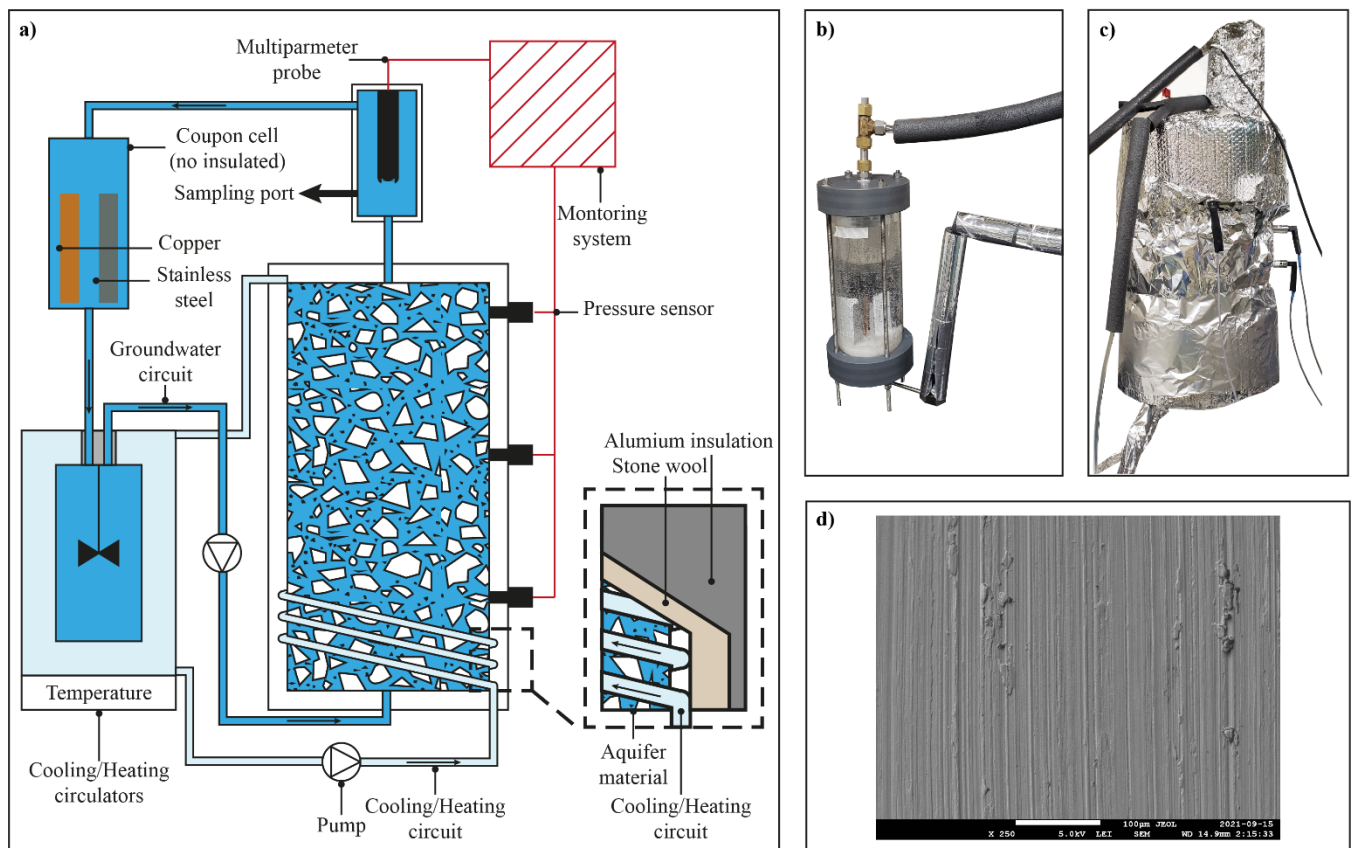 a)
Multiparmeter
probe
Coupon cell
(no insulated)
Sampling port
Montoring
system
Copper
Stainless
steel
Pressure sensor
Groundwater
circuit
Alumium insulation
Stone wool
Temperature
Aquifer
material
Cooling/Heating
circulators
Pump
Cooling/Heating
circuit
Cooling/Heating
circuit
b)
c)
d)
100µm JEOL 2021-09-15
X 250 5.0kV LEI SEM WD 14.9mm 2:15:33